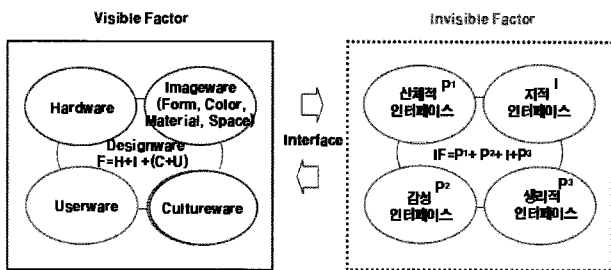 Visible Factor
Hardware
Imageware
(Form, Color,
Material, Space)
Designware
F=H+I +(C+U)
Userware
Cultureware
Interface
Invisible Factor
신체적 P1
인터페이스
지적 I
인터페이스
IF=P1+ P2+ I+P3
감성 P2
인터페이스
생리적 P3
인터페이스